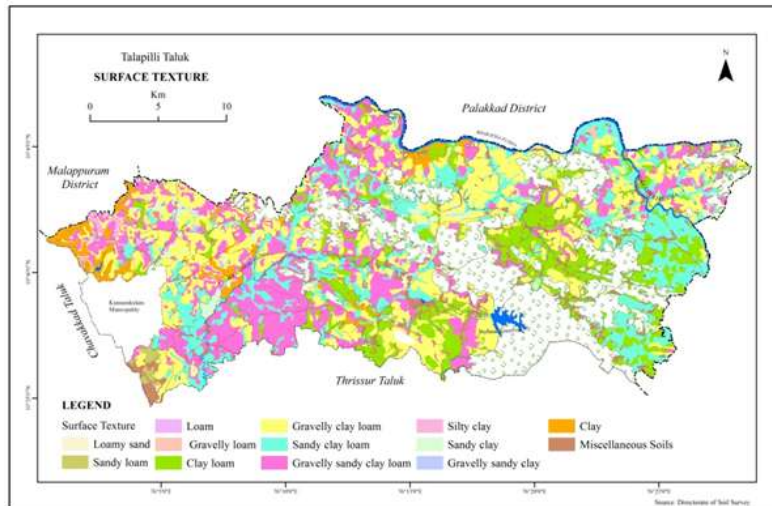 Talapilli Taluk
SURFACE TEXTURE
Km
0 5 10
N
Palakkad District
Malappuram
District
Chavakkad Taluk
Thrissur Taluk
LEGEND
Surface Texture
Loamy sand
Sandy loam
Loam
Gravelly loam
Clay loam
Gravelly clay loam
Sandy clay loam
Gravelly sandy clay loam
Silty clay
Sandy clay
Gravelly sandy clay
Clay
Miscellaneous Soils
Source: Directorate of Soil Survey